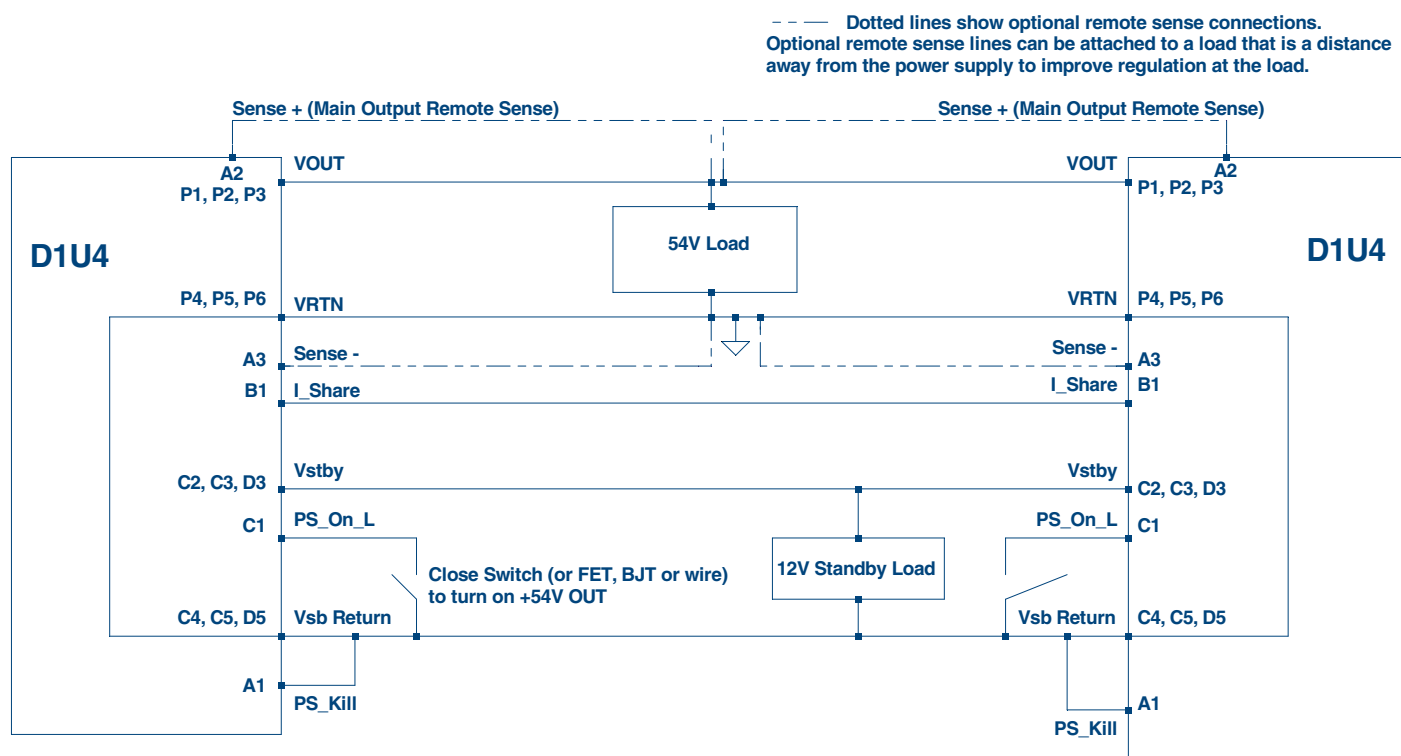 Dotted lines show optional remote sense connections.
Optional remote sense lines can be attached to a load that is a distance
away from the power supply to improve regulation at the load.
Sense + (Main Output Remote Sense)
Sense + (Main Output Remote Sense)
A2
VOUT
VOUT
A2
P1, P2, P3
P1, P2, P3
D1U4
54V Load
D1U4
P4, P5, P6
VRTN
VRTN
P4, P5, P6
A3
Sense -
Sense -
A3
B1
I_Share
I_Share
B1
C2, C3, D3
Vstby
Vstby
C2, C3, D3
C1
PS_On_L
PS_On_L
C1
Close Switch (or FET, BJT or wire)
to turn on +54V OUT
12V Standby Load
C4, C5, D5
Vsb Return
Vsb Return
C4, C5, D5
A1
PS_Kill
A1
PS_Kill